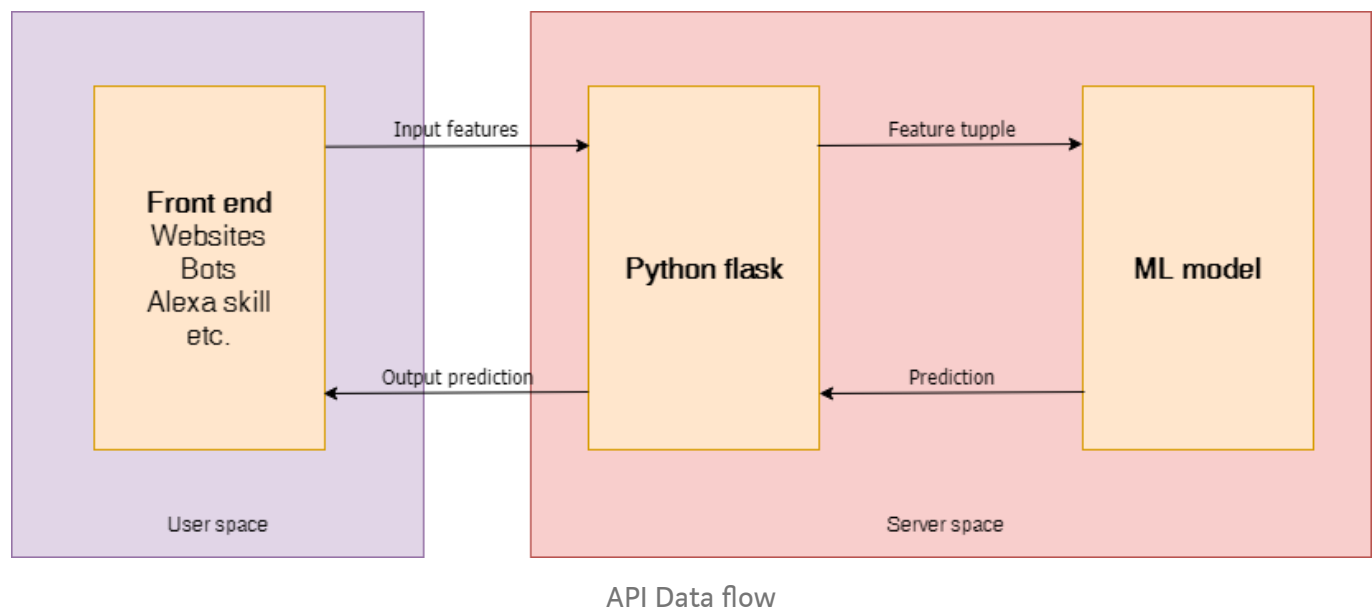 Input features
Feature tupple
Front end
Websites
Bots
Alexa skill
etc.
Python flask
ML model
Output prediction
Prediction
User space
Server space
API Data flow